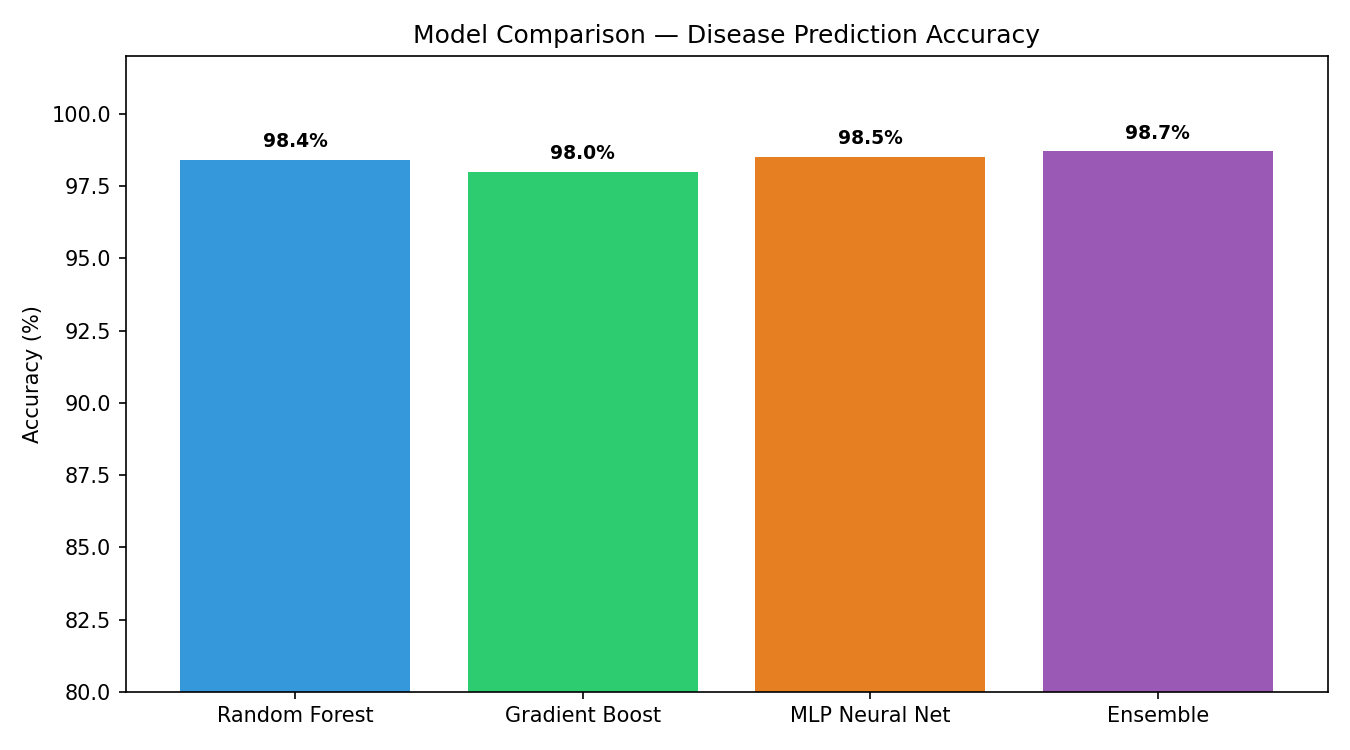 Model Comparison — Disease Prediction Accuracy
100.0
97.5
95.0
92.5
90.0
87.5
85.0
82.5
80.0
Accuracy (%)
98.4%
98.0%
98.5%
98.7%
Random Forest
Gradient Boost
MLP Neural Net
Ensemble